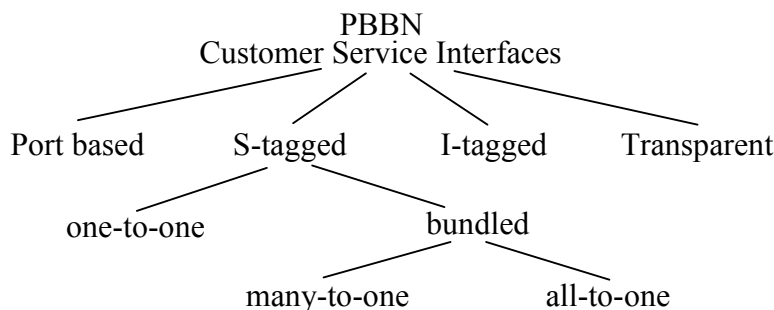 PBBN
Customer Service Interfaces
Port based
S-tagged
I-tagged
Transparent
one-to-one
bundled
many-to-one
all-to-one